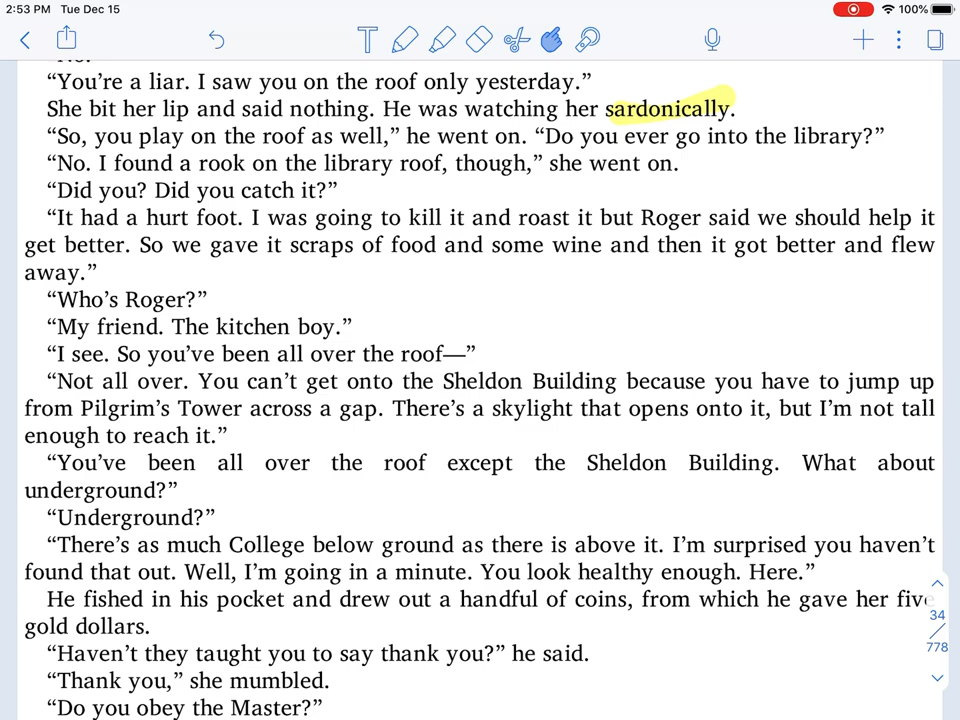 2:53 PM Tue Dec 15 100%
“You’re a liar. I saw you on the roof only yesterday.”
She bit her lip and said nothing. He was watching her sardonically.
“So, you play on the roof as well,” he went on. “Do you ever go into the library?”
“No. I found a rook on the library roof, though,” she went on.
“Did you? Did you catch it?”
“It had a hurt foot. I was going to kill it and roast it but Roger said we should help it
get better. So we gave it scraps of food and some wine and then it got better and flew
away.”
“Who’s Roger?”
“My friend. The kitchen boy.”
“I see. So you’ve been all over the roof—”
“Not all over. You can’t get onto the Sheldon Building because you have to jump up
from Pilgrim’s Tower across a gap. There’s a skylight that opens onto it, but I’m not tall
enough to reach it.”
“You’ve been all over the roof except the Sheldon Building. What about
underground?”
“Underground?”
“There’s as much College below ground as there is above it. I’m surprised you haven’t
found that out. Well, I’m going in a minute. You look healthy enough. Here.”
He fished in his pocket and drew out a handful of coins, from which he gave her five
gold dollars.
“Haven’t they taught you to say thank you?” he said.
“Thank you,” she mumbled.
“Do you obey the Master?”
34
778